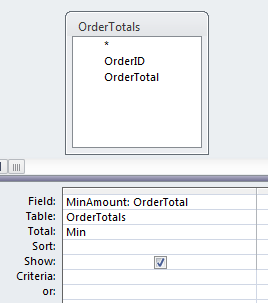 OrderTotals
*
OrderID
OrderTotal
Field: MinAmount: OrderTotal
Table: OrderTotals
Total: Min
Sort:
Show:
Criteria:
or: